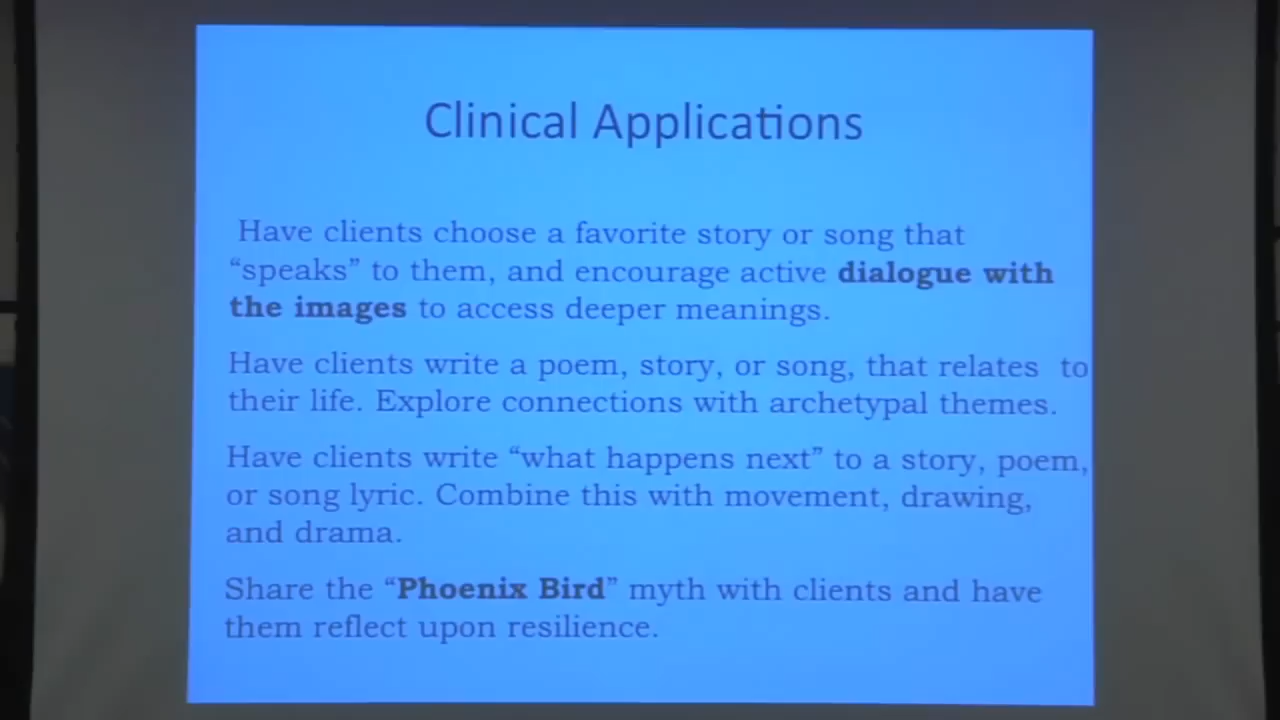 Clinical Applications
Have clients choose a favorite story or song that
“speaks” to them, and encourage active dialogue with
the images to access deeper meanings.
Have clients write a poem, story, or song, that relates to
their life. Explore connections with archetypal themes.
Have clients write “what happens next” to a story, poem,
or song lyric. Combine this with movement, drawing,
and drama.
Share the “Phoenix Bird” myth with clients and have
them reflect upon resilience.